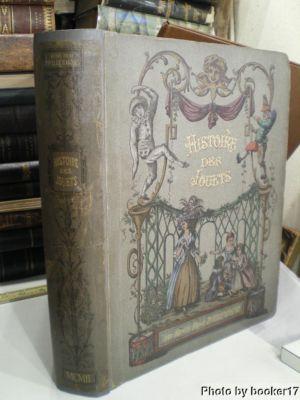 HISTOIRE
DES
JOUETS
MCMII
HISTOIRE
DES
JOUETS
Photo by booker17